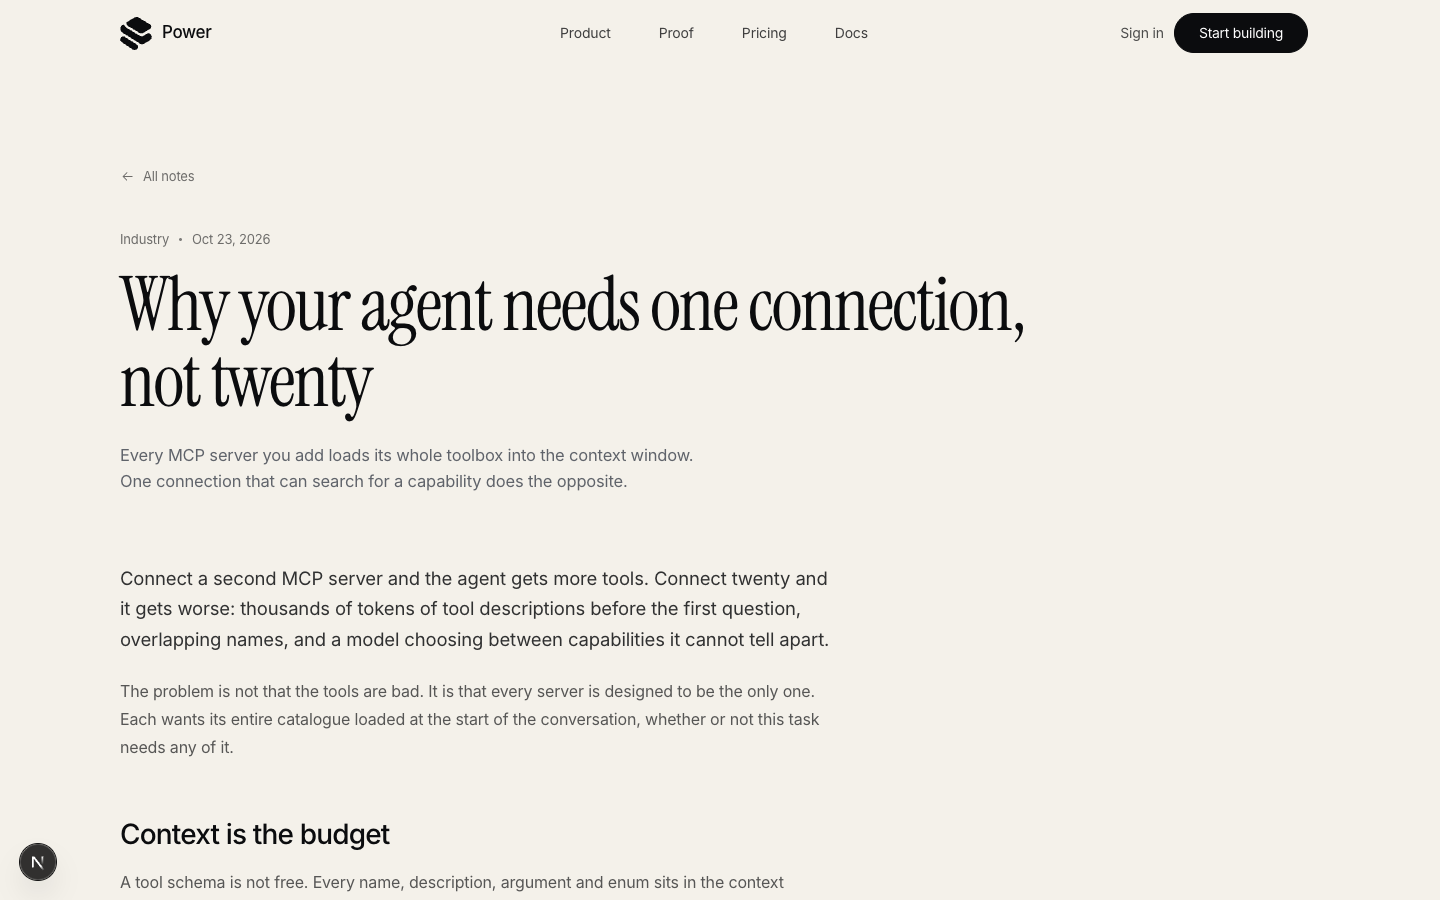 Power
Product
Proof
Pricing
Docs
Sign in
Start building
← All notes
Industry • Oct 23, 2026
Why your agent needs one connection,
not twenty
Every MCP server you add loads its whole toolbox into the context window.
One connection that can search for a capability does the opposite.
Connect a second MCP server and the agent gets more tools. Connect twenty and
it gets worse: thousands of tokens of tool descriptions before the first question,
overlapping names, and a model choosing between capabilities it cannot tell apart.
The problem is not that the tools are bad. It is that every server is designed to be the only one.
Each wants its entire catalogue loaded at the start of the conversation, whether or not this task
needs any of it.
Context is the budget
N
A tool schema is not free. Every name, description, argument and enum sits in the context